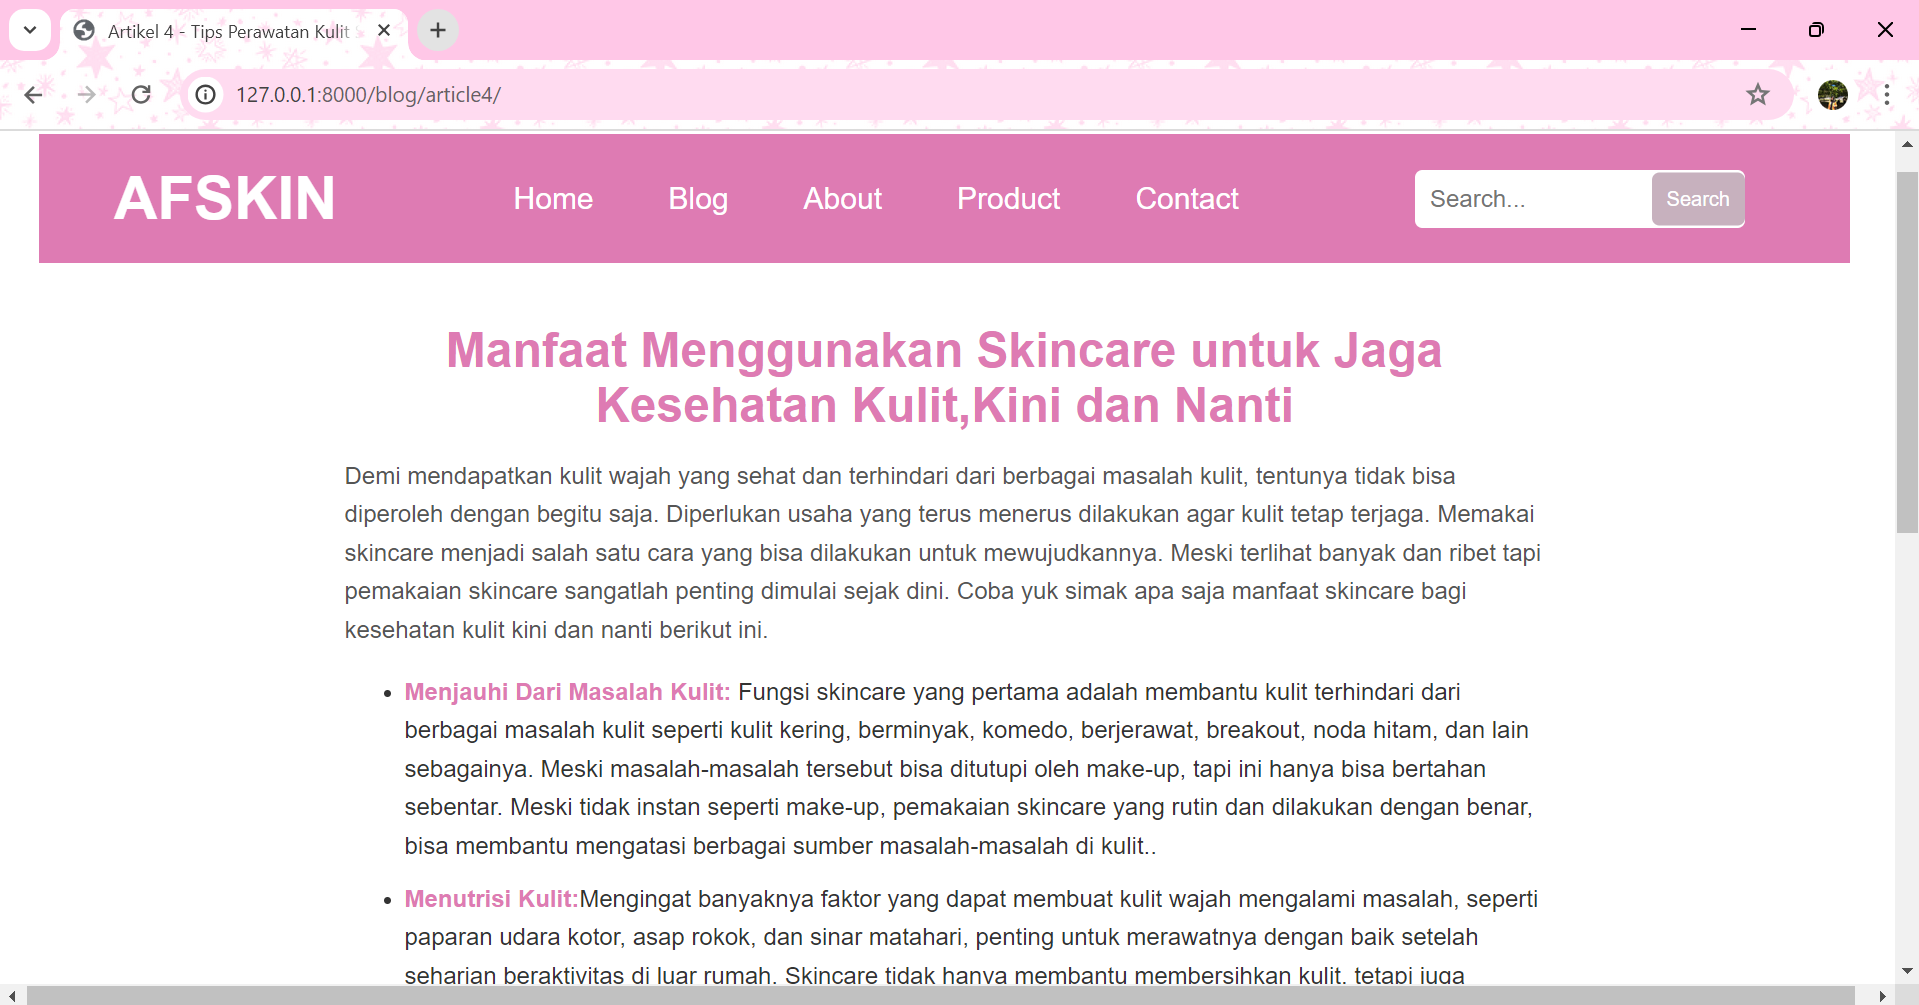 Artikel 4 - Tips Perawatan Kulit
127.0.0.1:8000/blog/article4/
AFSKIN
Home Blog About Product Contact
Search... Search
Manfaat Menggunakan Skincare untuk Jaga
Kesehatan Kulit,Kini dan Nanti
Demi mendapatkan kulit wajah yang sehat dan terhindari dari berbagai masalah kulit, tentunya tidak bisa
diperoleh dengan begitu saja. Diperlukan usaha yang terus menerus dilakukan agar kulit tetap terjaga. Memakai
skincare menjadi salah satu cara yang bisa dilakukan untuk mewujudkannya. Meski terlihat banyak dan ribet tapi
pemakaian skincare sangatlah penting dimulai sejak dini. Coba yuk simak apa saja manfaat skincare bagi
kesehatan kulit kini dan nanti berikut ini.
• Menjauhi Dari Masalah Kulit: Fungsi skincare yang pertama adalah membantu kulit terhindari dari
berbagai masalah kulit seperti kulit kering, berminyak, komedo, berjerawat, breakout, noda hitam, dan lain
sebagainya. Meski masalah-masalah tersebut bisa ditutupi oleh make-up, tapi ini hanya bisa bertahan
sebentar. Meski tidak instan seperti make-up, pemakaian skincare yang rutin dan dilakukan dengan benar,
bisa membantu mengatasi berbagai sumber masalah-masalah di kulit..
• Menutrisi Kulit:Mengingat banyaknya faktor yang dapat membuat kulit wajah mengalami masalah, seperti
paparan udara kotor, asap rokok, dan sinar matahari, penting untuk merawatnya dengan baik setelah
seharian beraktivitas di luar rumah. Skincare tidak hanya membantu membersihkan kulit, tetapi juga